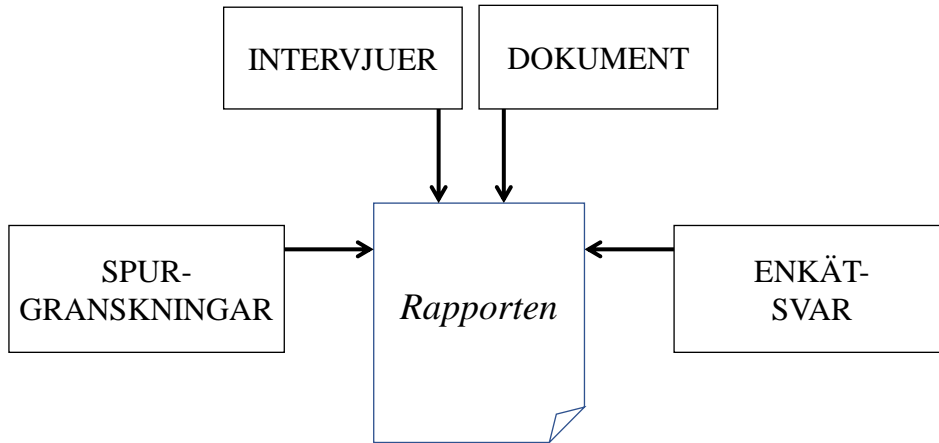 INTERVJUER
DOKUMENT
SPUR-
GRANSKNINGAR
Rapporten
ENKÄT-
SVAR